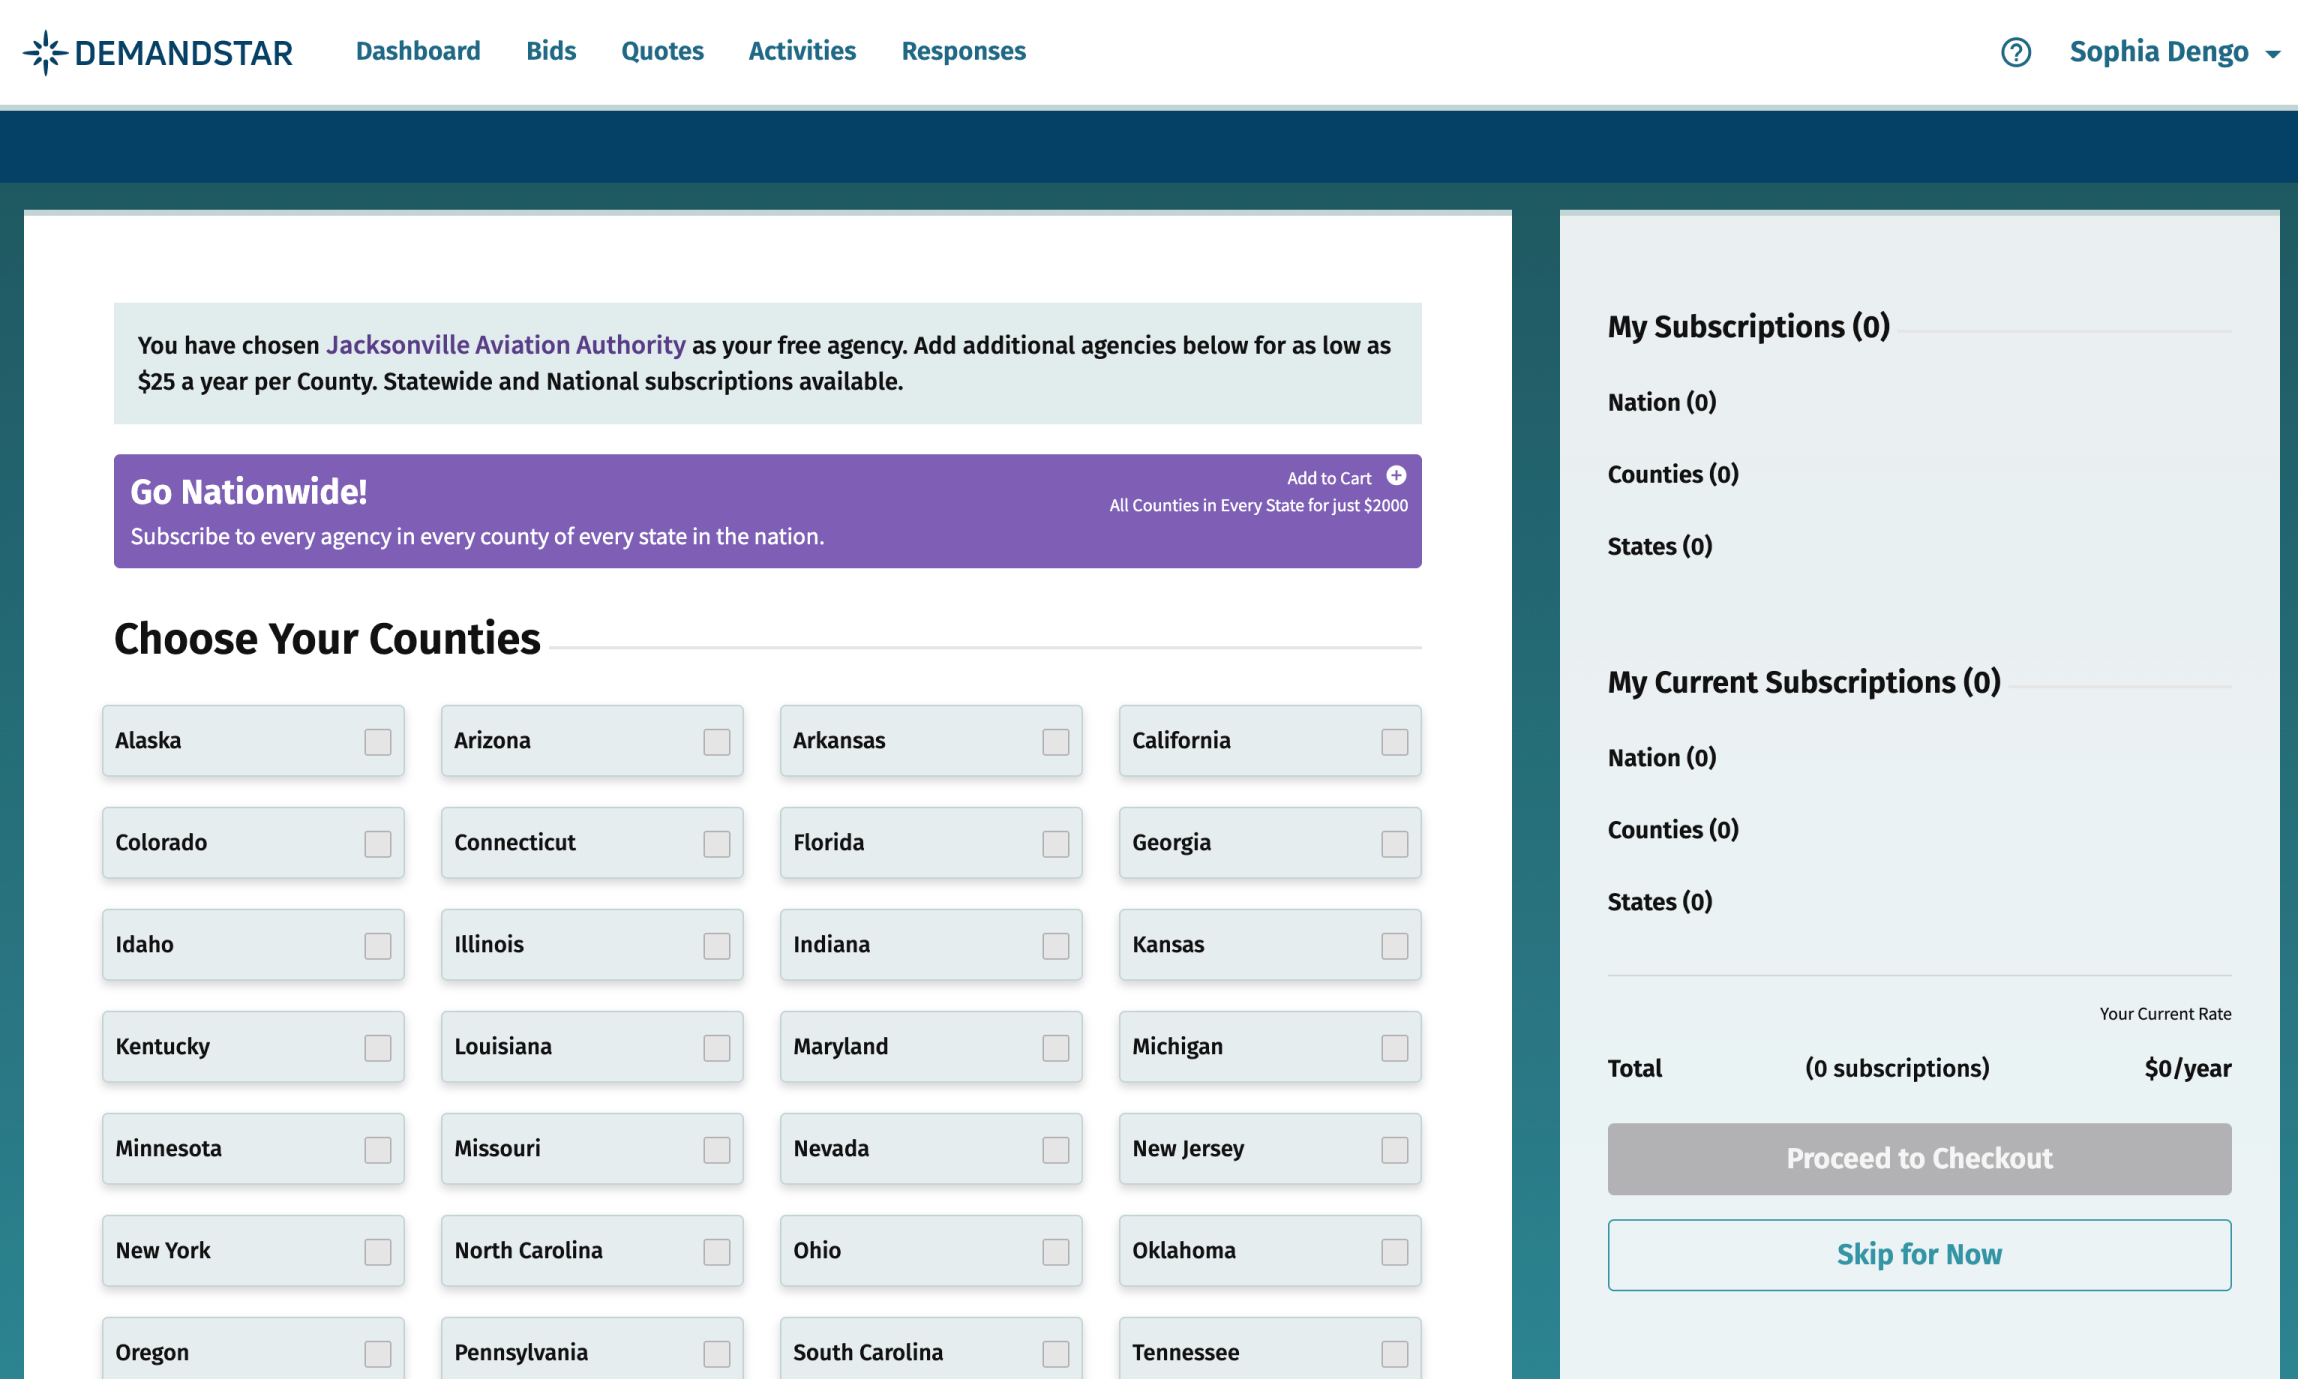 DEMANDSTAR
Dashboard
Bids
Quotes
Activities
Responses
Sophia Dengo
You have chosen Jacksonville Aviation Authority as your free agency. Add additional agencies below for as low as
$25 a year per County. Statewide and National subscriptions available.
Go Nationwide!
Add to Cart
All Counties in Every State for just $2000
Subscribe to every agency in every county of every state in the nation.
Choose Your Counties
Alaska
Arizona
Arkansas
California
Colorado
Connecticut
Florida
Georgia
Idaho
Illinois
Indiana
Kansas
Kentucky
Louisiana
Maryland
Michigan
Minnesota
Missouri
Nevada
New Jersey
New York
North Carolina
Ohio
Oklahoma
Oregon
Pennsylvania
South Carolina
Tennessee
My Subscriptions (0)
Nation (0)
Counties (0)
States (0)
My Current Subscriptions (0)
Nation (0)
Counties (0)
States (0)
Your Current Rate
Total (0 subscriptions) $0/year
Proceed to Checkout
Skip for Now